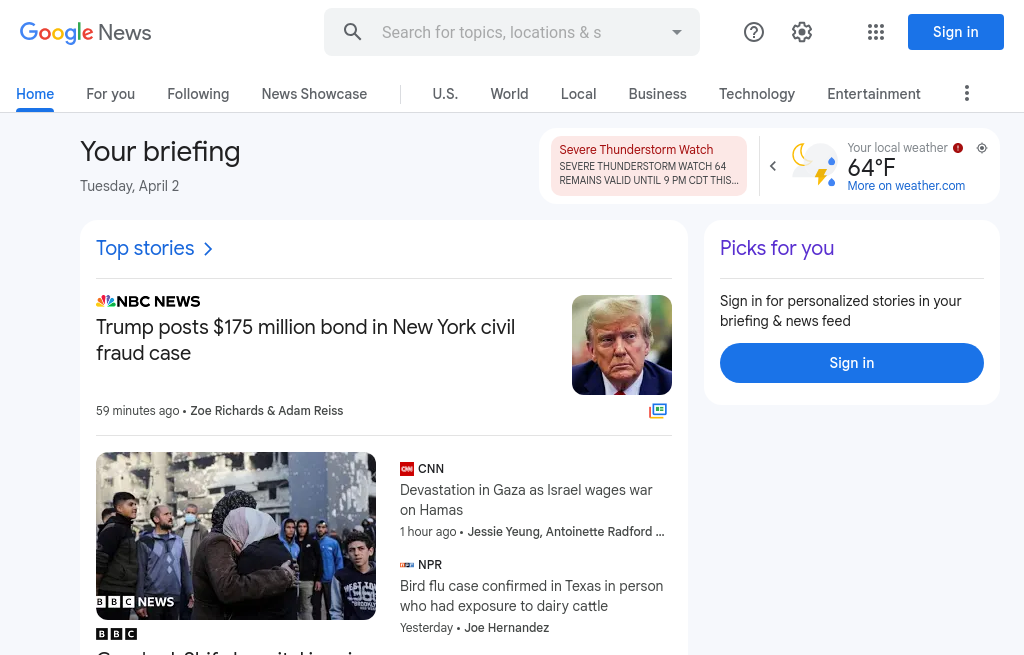 Google News
Search for topics, locations & s
Sign in
Home
For you
Following
News Showcase
U.S.
World
Local
Business
Technology
Entertainment
Your briefing
Tuesday, April 2
Severe Thunderstorm Watch
SEVERE THUNDERSTORM WATCH 64
REMAINS VALID UNTIL 9 PM CDT THIS...
Your local weather
64°F
More on weather.com
Top stories
NBC NEWS
Trump posts $175 million bond in New York civil
fraud case
59 minutes ago • Zoe Richards & Adam Reiss
Picks for you
Sign in for personalized stories in your
briefing & news feed
Sign in
BBC NEWS
BBC
CNN
Devastation in Gaza as Israel wages war
on Hamas
1 hour ago • Jessie Yeung, Antoinette Radford ...
NPR
Bird flu case confirmed in Texas in person
who had exposure to dairy cattle
Yesterday • Joe Hernandez